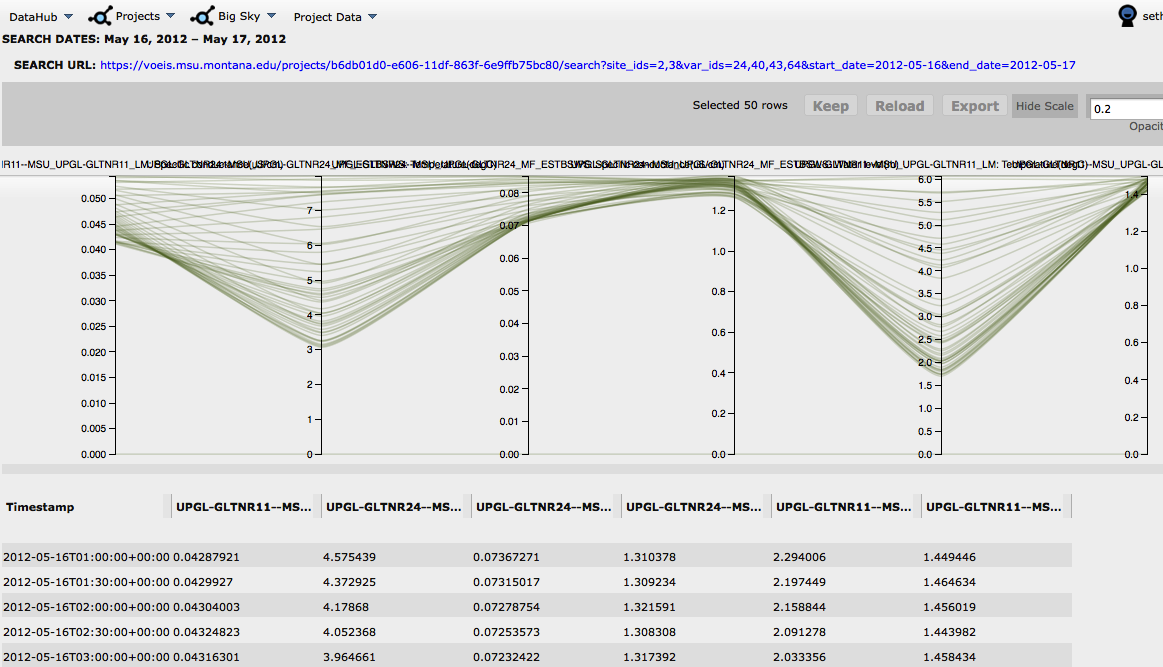 DataHub Projects Big Sky Project Data seth
SEARCH DATES: May 16, 2012 – May 17, 2012
SEARCH URL: https://voeis.msu.montana.edu/projects/b6db01d0-e606-11df-863f-6e9ffb75bc80/search?site_ids=2,3&var_ids=24,40,43,64&start_date=2012-05-16&end_date=2012-05-17
Selected 50 rows Keep Reload Export Hide Scale 0.2
Opacit
R11--MSU_UPGL-GLTNR11_LM
0.050 0.045 0.040 0.035 0.030 0.025 0.020 0.015 0.010 0.005 0.000
7 6 5 4 3 2 1 0
0.08 0.07 0.06 0.05 0.04 0.03 0.02 0.01 0.00
1.2 1.0 0.8 0.6 0.4 0.2 0.0
6.0 5.5 5.0 4.5 4.0 3.5 3.0 2.5 2.0 1.5 1.0 0.5 0.0
1.4 1.2 1.0 0.8 0.6 0.4 0.2 0.0
Timestamp UPGL-GLTNR11--MS... UPGL-GLTNR24--MS... UPGL-GLTNR24--MS... UPGL-GLTNR24--MS... UPGL-GLTNR11--MS... UPGL-GLTNR11--MS...
2012-05-16T01:00:00+00:00 0.04287921 4.575439 0.07367271 1.310378 2.294006 1.449446
2012-05-16T01:30:00+00:00 0.0429927 4.372925 0.07315017 1.309234 2.197449 1.464634
2012-05-16T02:00:00+00:00 0.04304003 4.17868 0.07278754 1.321591 2.158844 1.456019
2012-05-16T02:30:00+00:00 0.04324823 4.052368 0.07253573 1.308308 2.091278 1.443982
2012-05-16T03:00:00+00:00 0.04316301 3.964661 0.07232422 1.317392 2.033356 1.458434